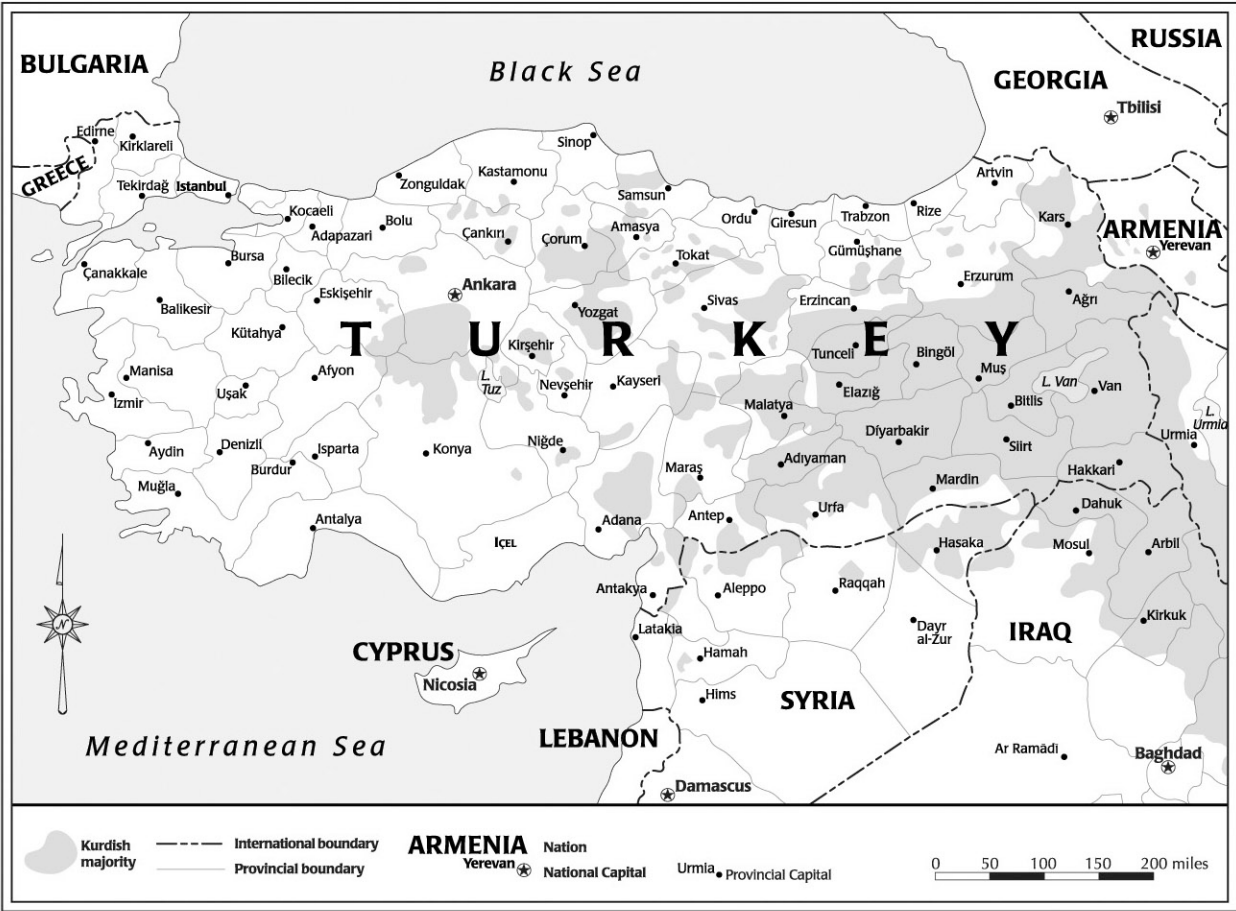 RUSSIA
BULGARIA
Black Sea
GEORGIA
Tbilisi
Edirne
Kirklareli
Sinop
GREECE
Tekirdağ
Istanbul
Zonguldak
Kastamonu
Samsun
Artvin
Kocaeli
Adapazari
Bolu
Çankırı
Çorum
Amasya
Ordu
Giresun
Trabzon
Rize
Kars
ARMENIA
Yerevan
Çanakkale
Bursa
Bilecik
Tokat
Gümüşhane
Balikesir
Eskişehir
Ankara
Erzurum
Kütahya
Yozgat
Sivas
Erzincan
Ağrı
TURKEY
Kirşehir
Tunceli
Bingöl
Muş
Manisa
Uşak
Afyon
L.
Tuz
Nevşehir
Kayseri
Elazığ
L. Van
Van
Izmir
Malatya
Bitlis
L.
Urmia
Aydin
Denizli
Isparta
Konya
Niğde
Diyarbakir
Siirt
Urmia
Burdur
Maraş
Adıyaman
Hakkari
Muğla
Mardin
Antalya
IÇEL
Adana
Antep
Urfa
Dahuk
Hasaka
Mosul
Arbil
Antakya
Aleppo
Raqqah
Latakia
Dayr
al-Zur
IRAQ
Kirkuk
CYPRUS
Nicosia
Hamah
Hims
SYRIA
N
Mediterranean Sea
LEBANON
Ar Ramādi
Baghdad
Damascus
Kurdish
majority
International boundary
Provincial boundary
ARMENIA Nation
Yerevan National Capital
Urmia Provincial Capital
0 50 100 150 200 miles